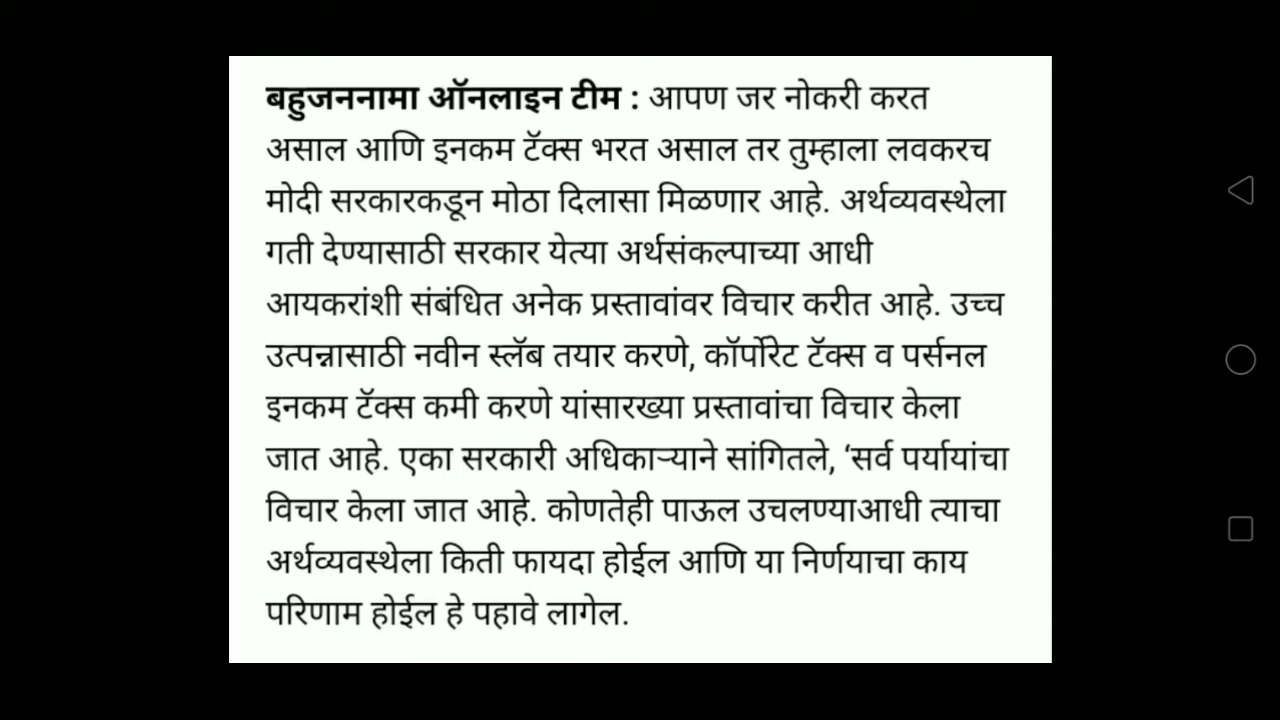 बहुजननामा ऑनलाइन टीम : आपण जर नोकरी करत
असाल आणि इनकम टॅक्स भरत असाल तर तुम्हाला लवकरच
मोदी सरकारकडून मोठा दिलासा मिळणार आहे. अर्थव्यवस्थेला
गती देण्यासाठी सरकार येत्या अर्थसंकल्पाच्या आधी
आयकरांशी संबंधित अनेक प्रस्तावांवर विचार करीत आहे. उच्च
उत्पन्नासाठी नवीन स्लॅब तयार करणे, कॉर्पोरेट टॅक्स व पर्सनल
इनकम टॅक्स कमी करणे यांसारख्या प्रस्तावांचा विचार केला
जात आहे. एका सरकारी अधिकाऱ्याने सांगितले, ‘सर्व पर्यायांचा
विचार केला जात आहे. कोणतेही पाऊल उचलण्याआधी त्याचा
अर्थव्यवस्थेला किती फायदा होईल आणि या निर्णयाचा काय
परिणाम होईल हे पहावे लागेल.